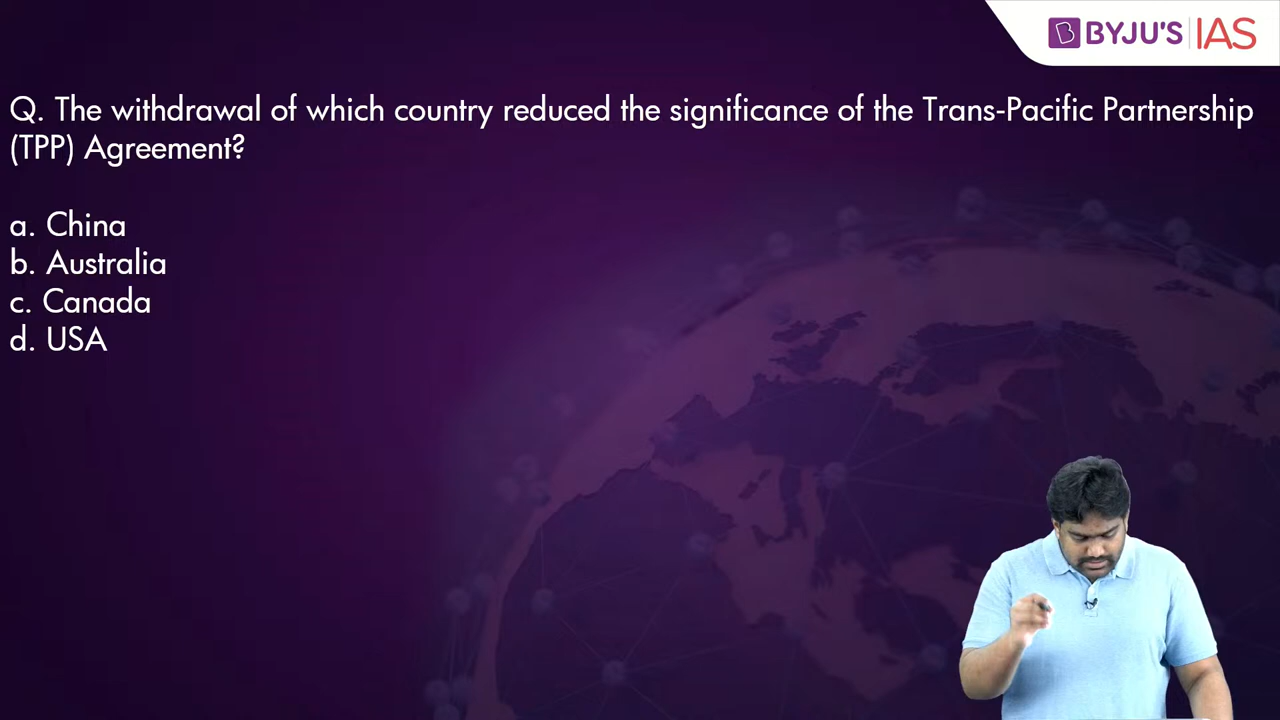 BYJU'S IAS
Q. The withdrawal of which country reduced the significance of the Trans-Pacific Partnership
(TPP) Agreement?
a. China
b. Australia
c. Canada
d. USA